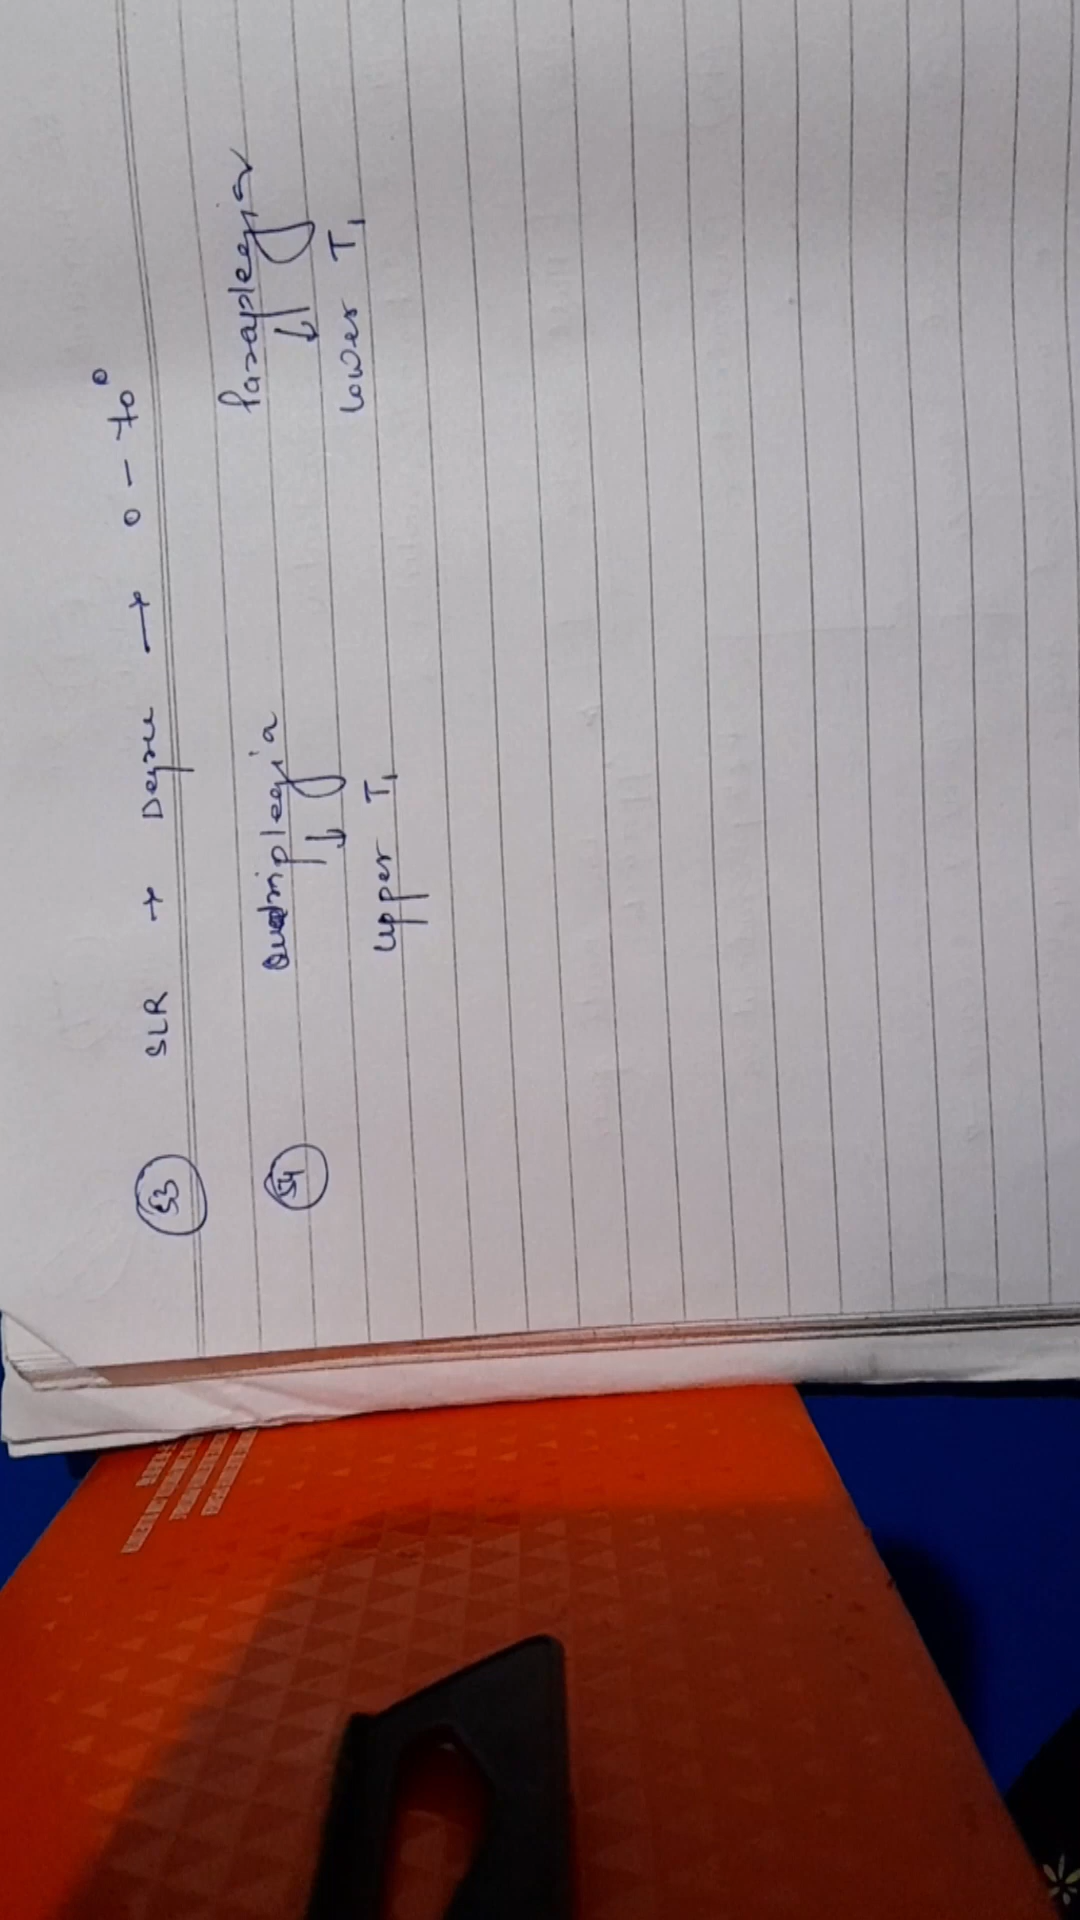 53 SLR → Degree → 0 - 70°
54 Quadriplegia Paraplegia
↓ ↓
upper T₁ lower T₁